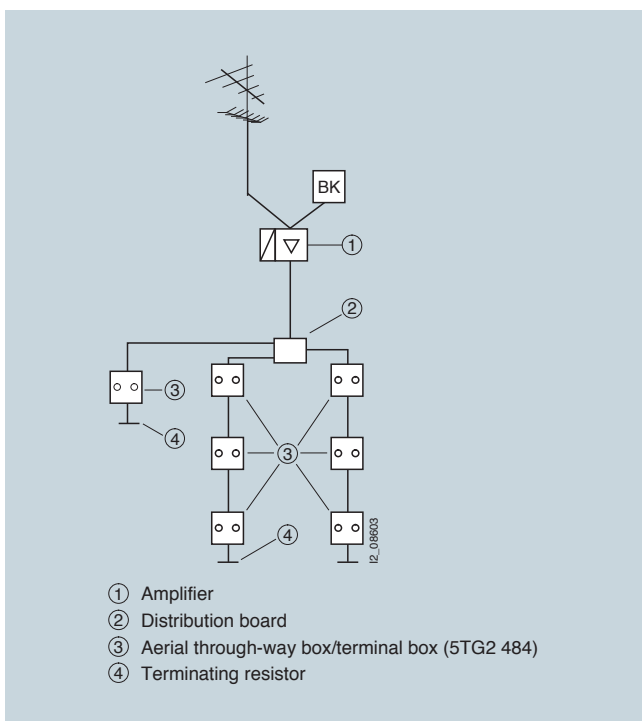 BK
①
②
③
④
③
④
I2_08603
① Amplifier
② Distribution board
③ Aerial through-way box/terminal box (5TG2 484)
④ Terminating resistor